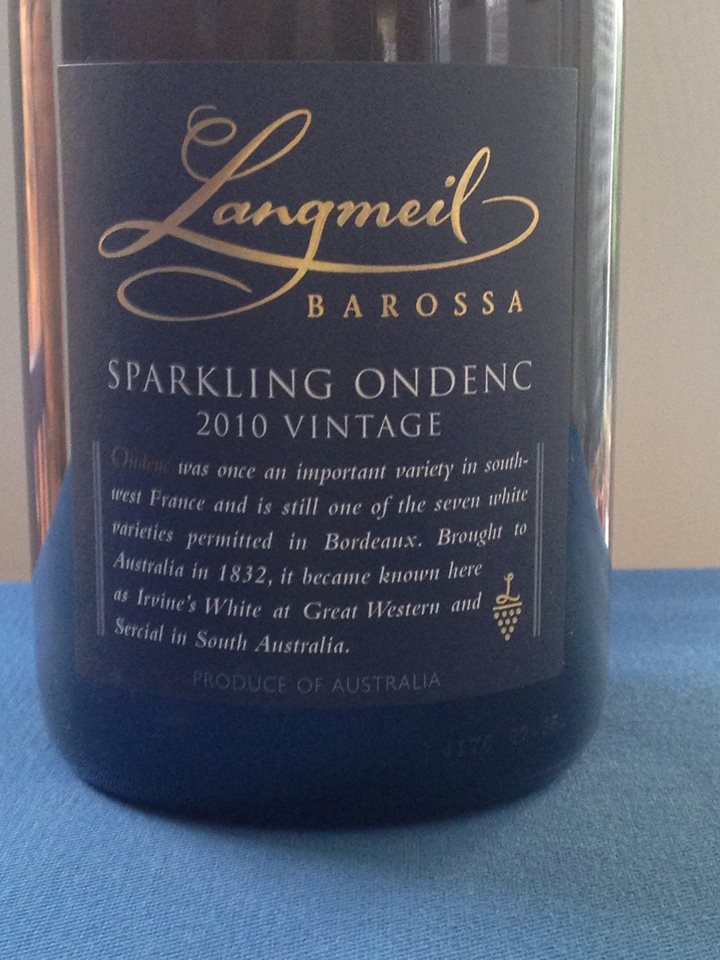 Langmeil
BAROSSA
SPARKLING ONDENC
2010 VINTAGE
Ondenc was once an important variety in south-
west France and is still one of the seven white
varieties permitted in Bordeaux. Brought to
Australia in 1832, it became known here
as Irvine's White at Great Western and
Sercial in South Australia.
L
PRODUCE OF AUSTRALIA